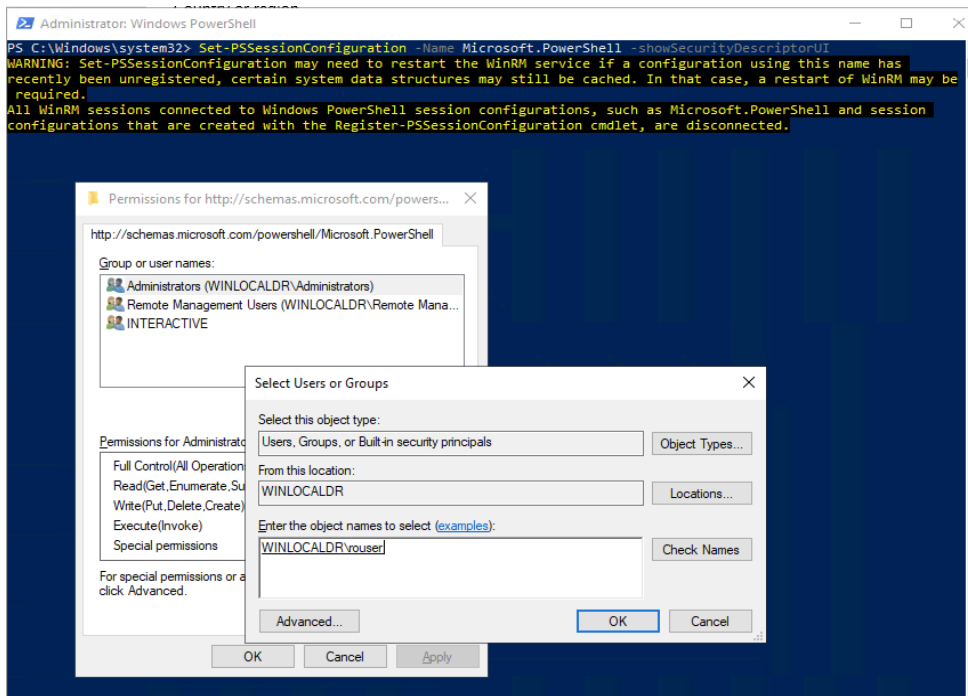 Country or region
Administrator: Windows PowerShell
PS C:\Windows\system32> Set-PSSessionConfiguration -Name Microsoft.PowerShell -showSecurityDescriptorUI
WARNING: Set-PSSessionConfiguration may need to restart the WinRM service if a configuration using this name has
recently been unregistered, certain system data structures may still be cached. In that case, a restart of WinRM may be
required.
All WinRM sessions connected to Windows PowerShell session configurations, such as Microsoft.PowerShell and session
configurations that are created with the Register-PSSessionConfiguration cmdlet, are disconnected.
Permissions for http://schemas.microsoft.com/powers...
http://schemas.microsoft.com/powershell/Microsoft.PowerShell
Group or user names:
Administrators (WINLOCALDR\Administrators)
Remote Management Users (WINLOCALDR\Remote Mana...
INTERACTIVE
Select Users or Groups
Select this object type:
Users, Groups, or Built-in security principals
Object Types...
From this location:
WINLOCALDR
Locations...
Enter the object names to select (examples):
WINLOCALDR\rouser
Check Names
Advanced...
OK
Cancel
Permissions for Administrato
Full Control(All Operation
Read(Get,Enumerate,Su
Write(Put,Delete,Create)
Execute(Invoke)
Special permissions
For special permissions or a
click Advanced.
OK
Cancel
Apply